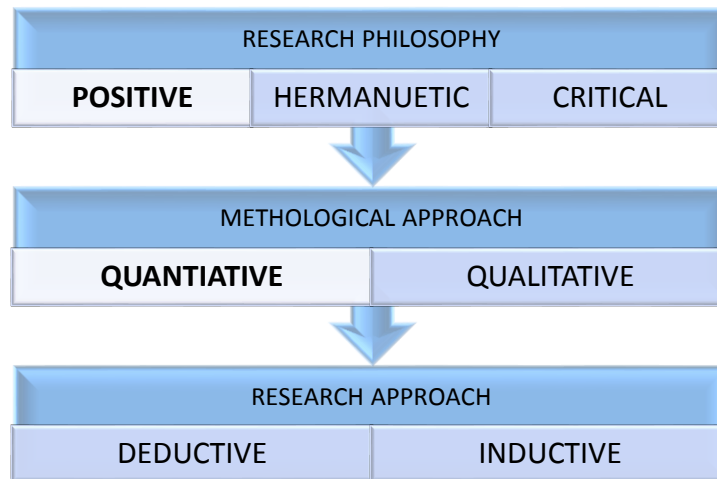 RESEARCH PHILOSOPHY
POSITIVE HERMANUETIC CRITICAL
METHOLOGICAL APPROACH
QUANTIATIVE QUALITATIVE
RESEARCH APPROACH
DEDUCTIVE INDUCTIVE